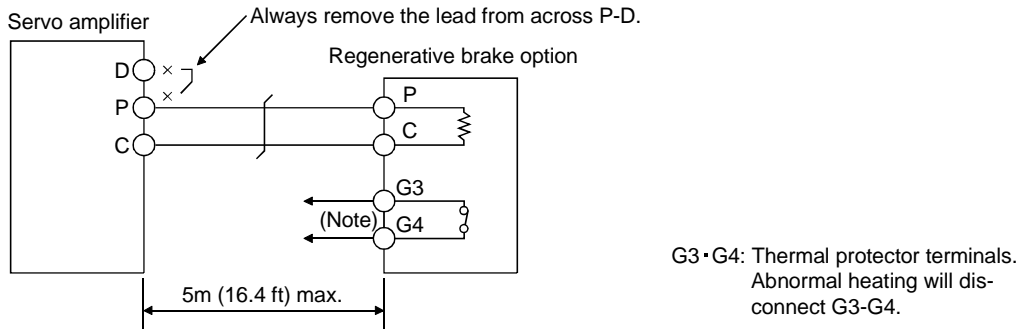 Always remove the lead from across P-D.
Servo amplifier
Regenerative brake option
D
P
P
C
C
G3
(Note)
G4
G3·G4: Thermal protector terminals.
Abnormal heating will dis-
connect G3-G4.
5m (16.4 ft) max.